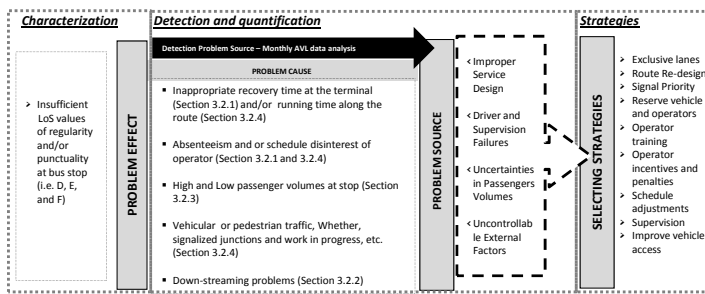 Characterization
Detection and quantification
Strategies
Detection Problem Source – Monthly AVL data analysis
PROBLEM CAUSE
➢ Insufficient
LoS values
of regularity
and/or
punctuality
at bus stop
(i.e. D, E,
and F)
PROBLEM EFFECT
▪ Inappropriate recovery time at the terminal
(Section 3.2.1) and/or running time along the
route (Section 3.2.4)
▪ Absenteeism and or schedule disinterest of
operator (Section 3.2.1 and 3.2.4)
▪ High and Low passenger volumes at stop (Section
3.2.3)
▪ Vehicular or pedestrian traffic, Whether,
signalized junctions and work in progress, etc.
(Section 3.2.4)
▪ Down-streaming problems (Section 3.2.2)
PROBLEM SOURCE
‹ Improper
Service
Design
‹ Driver and
Supervision
Failures
‹ Uncertainties
in Passengers
Volumes
‹ Uncontrollab
le External
Factors
SELECTING STRATEGIES
➢ Exclusive lanes
➢ Route Re-design
➢ Signal Priority
➢ Reserve vehicle
and operators
➢ Operator
training
➢ Operator
incentives and
penalties
➢ Schedule
adjustments
➢ Supervision
➢ Improve vehicle
access